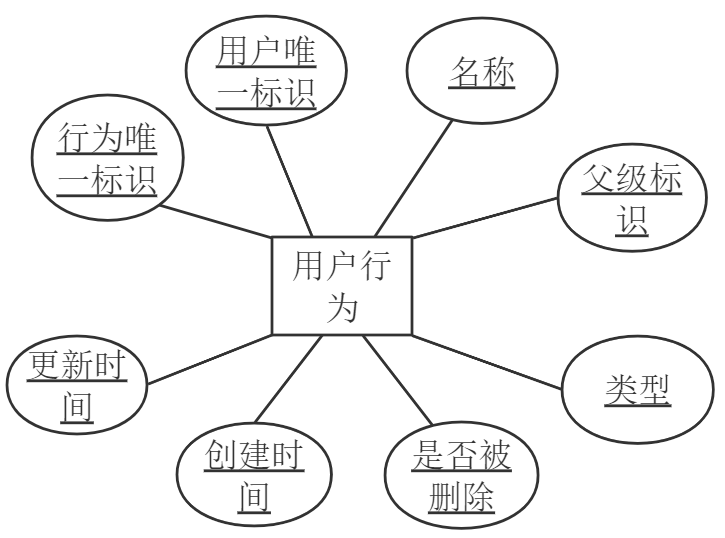 用户唯
一标识
名称
行为唯
一标识
父级标
识
用户行
为
更新时
间
类型
创建时
间
是否被
删除